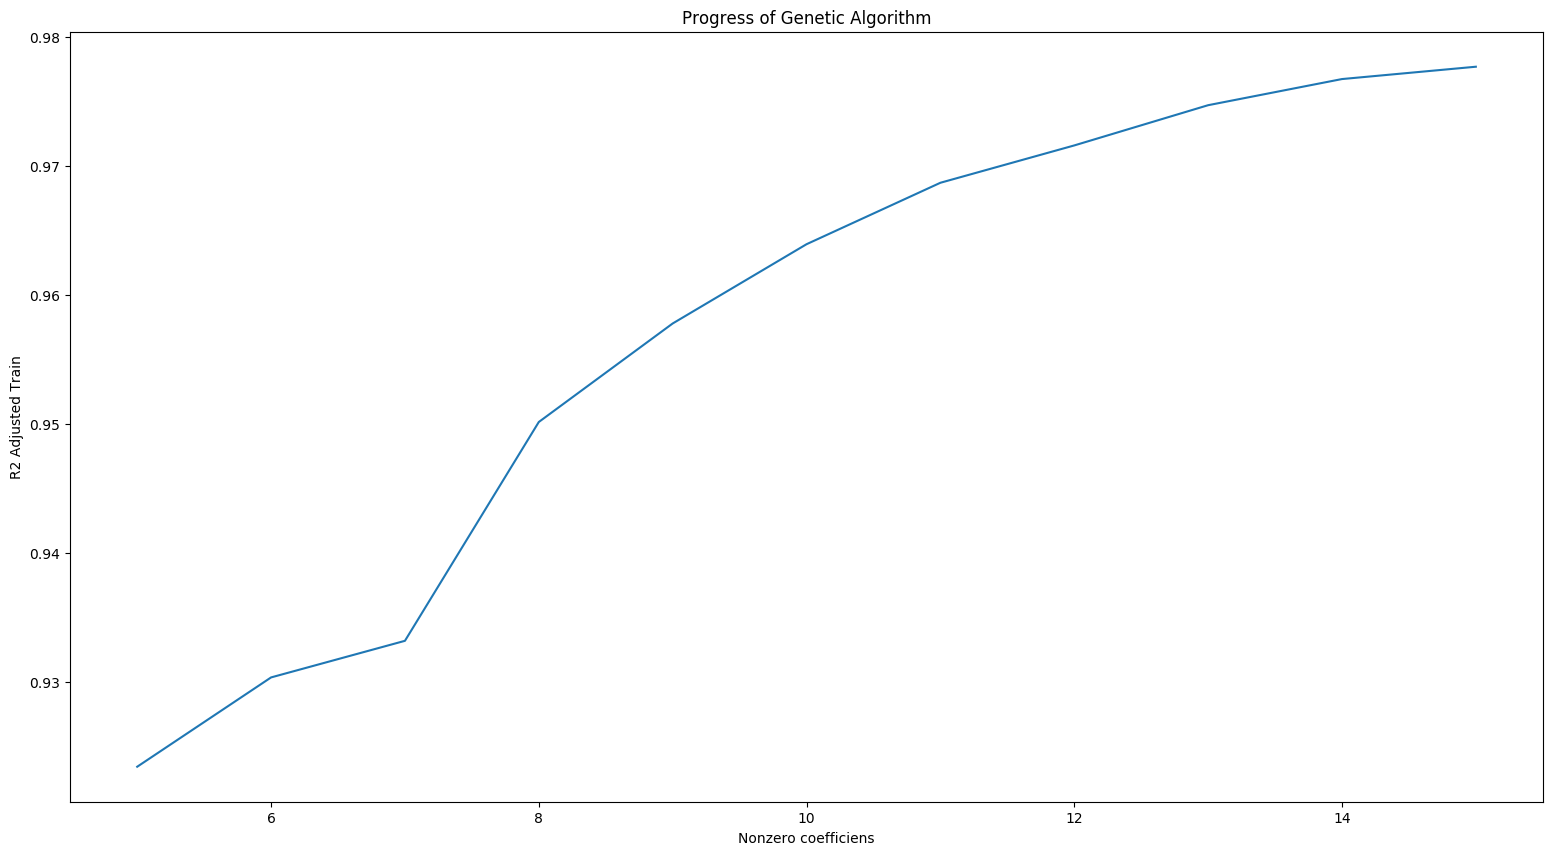 Progress of Genetic Algorithm
0.98
0.97
0.96
0.95
0.94
0.93
R2 Adjusted Train
6 8 10 12 14
Nonzero coefficiens